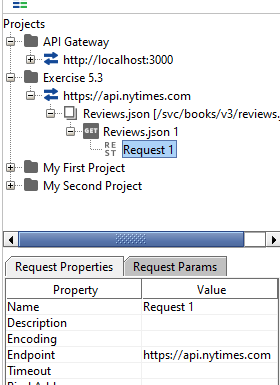 Projects
API Gateway
http://localhost:3000
Exercise 5.3
https://api.nytimes.com
Reviews.json [/svc/books/v3/reviews.
GET Reviews.json 1
REST Request 1
My First Project
My Second Project
Request Properties Request Params
Property Value
Name Request 1
Description
Encoding
Endpoint https://api.nytimes.com
Timeout